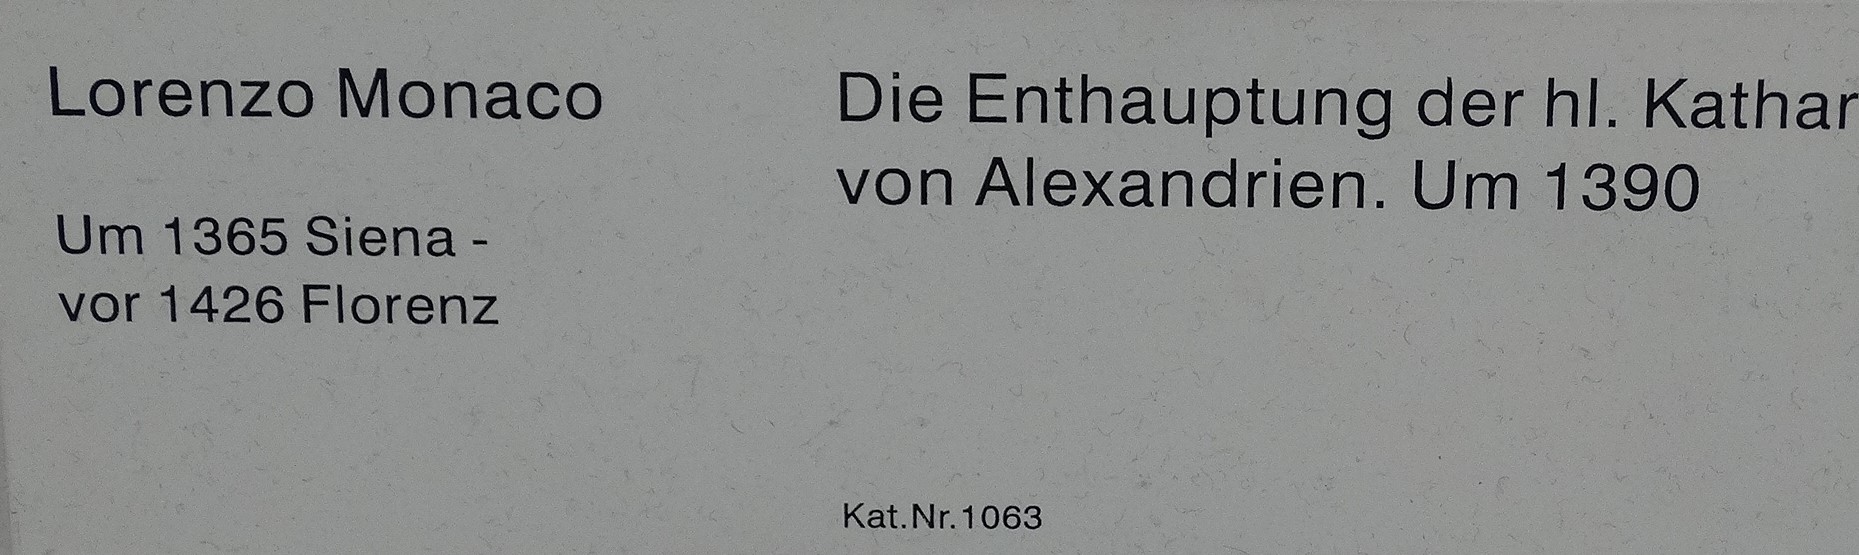 Lorenzo Monaco
Um 1365 Siena -
vor 1426 Florenz
Die Enthauptung der hl. Kathar
von Alexandrien. Um 1390
Kat.Nr.1063